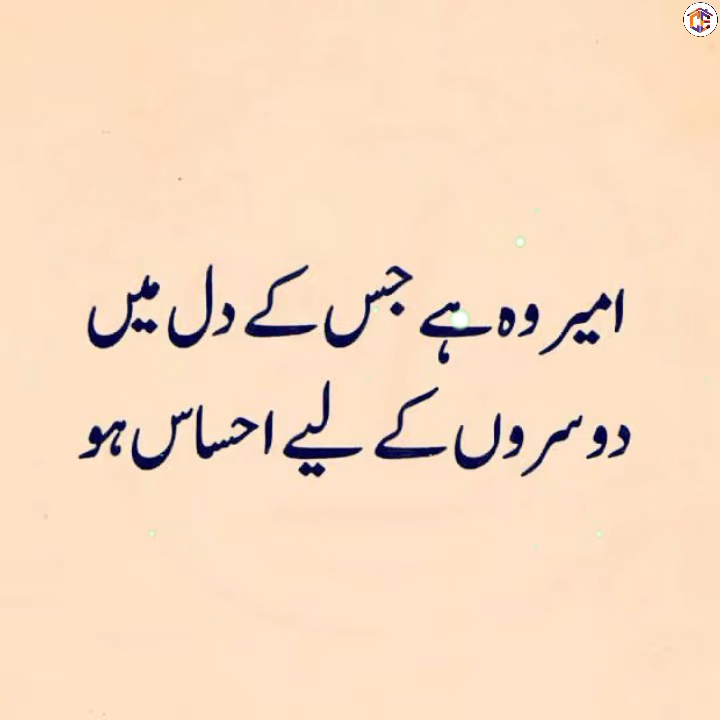 امیر وہ ہے جس کے دل میں
دوسروں کے لیے احساس ہو